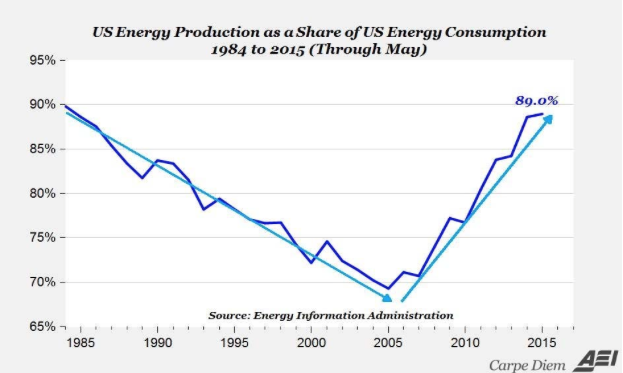 US Energy Production as a Share of US Energy Consumption
1984 to 2015 (Through May)
95%
90%
85%
80%
75%
70%
65%
89.0%
Source: Energy Information Administration
1985 1990 1995 2000 2005 2010 2015
Carpe Diem AEI